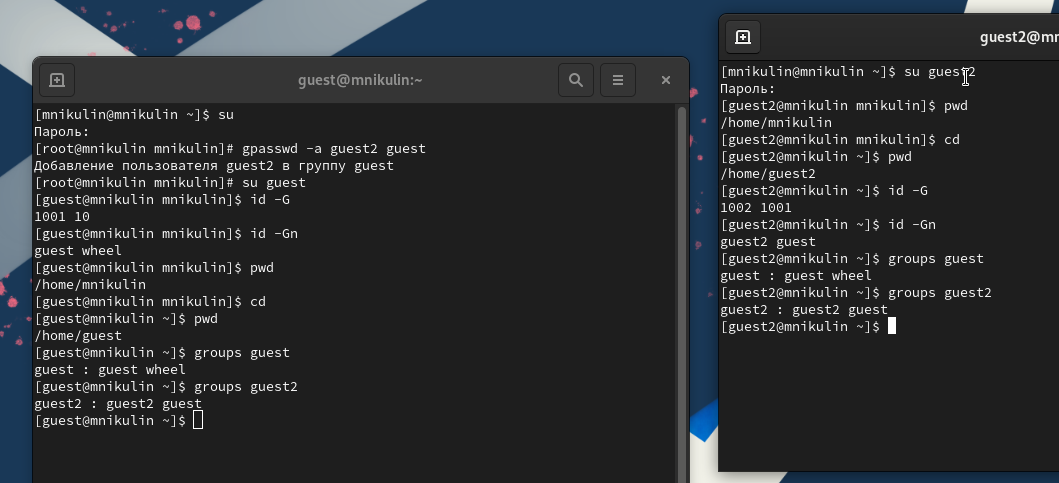 guest@mnikulin:~
[mnikulin@mnikulin ~]$ su
Пароль:
[root@mnikulin mnikulin]# gpasswd -a guest2 guest
Добавление пользователя guest2 в группу guest
[root@mnikulin mnikulin]# su guest
[guest@mnikulin mnikulin]$ id -G
1001 10
[guest@mnikulin mnikulin]$ id -Gn
guest wheel
[guest@mnikulin mnikulin]$ pwd
/home/mnikulin
[guest@mnikulin mnikulin]$ cd
[guest@mnikulin ~]$ pwd
/home/guest
[guest@mnikulin ~]$ groups guest
guest : guest wheel
[guest@mnikulin ~]$ groups guest2
guest2 : guest2 guest
[guest@mnikulin ~]$
guest2@mn
[mnikulin@mnikulin ~]$ su guest2
Пароль:
[guest2@mnikulin mnikulin]$ pwd
/home/mnikulin
[guest2@mnikulin mnikulin]$ cd
[guest2@mnikulin ~]$ pwd
/home/guest2
[guest2@mnikulin ~]$ id -G
1002 1001
[guest2@mnikulin ~]$ id -Gn
guest2 guest
[guest2@mnikulin ~]$ groups guest
guest : guest wheel
[guest2@mnikulin ~]$ groups guest2
guest2 : guest2 guest
[guest2@mnikulin ~]$